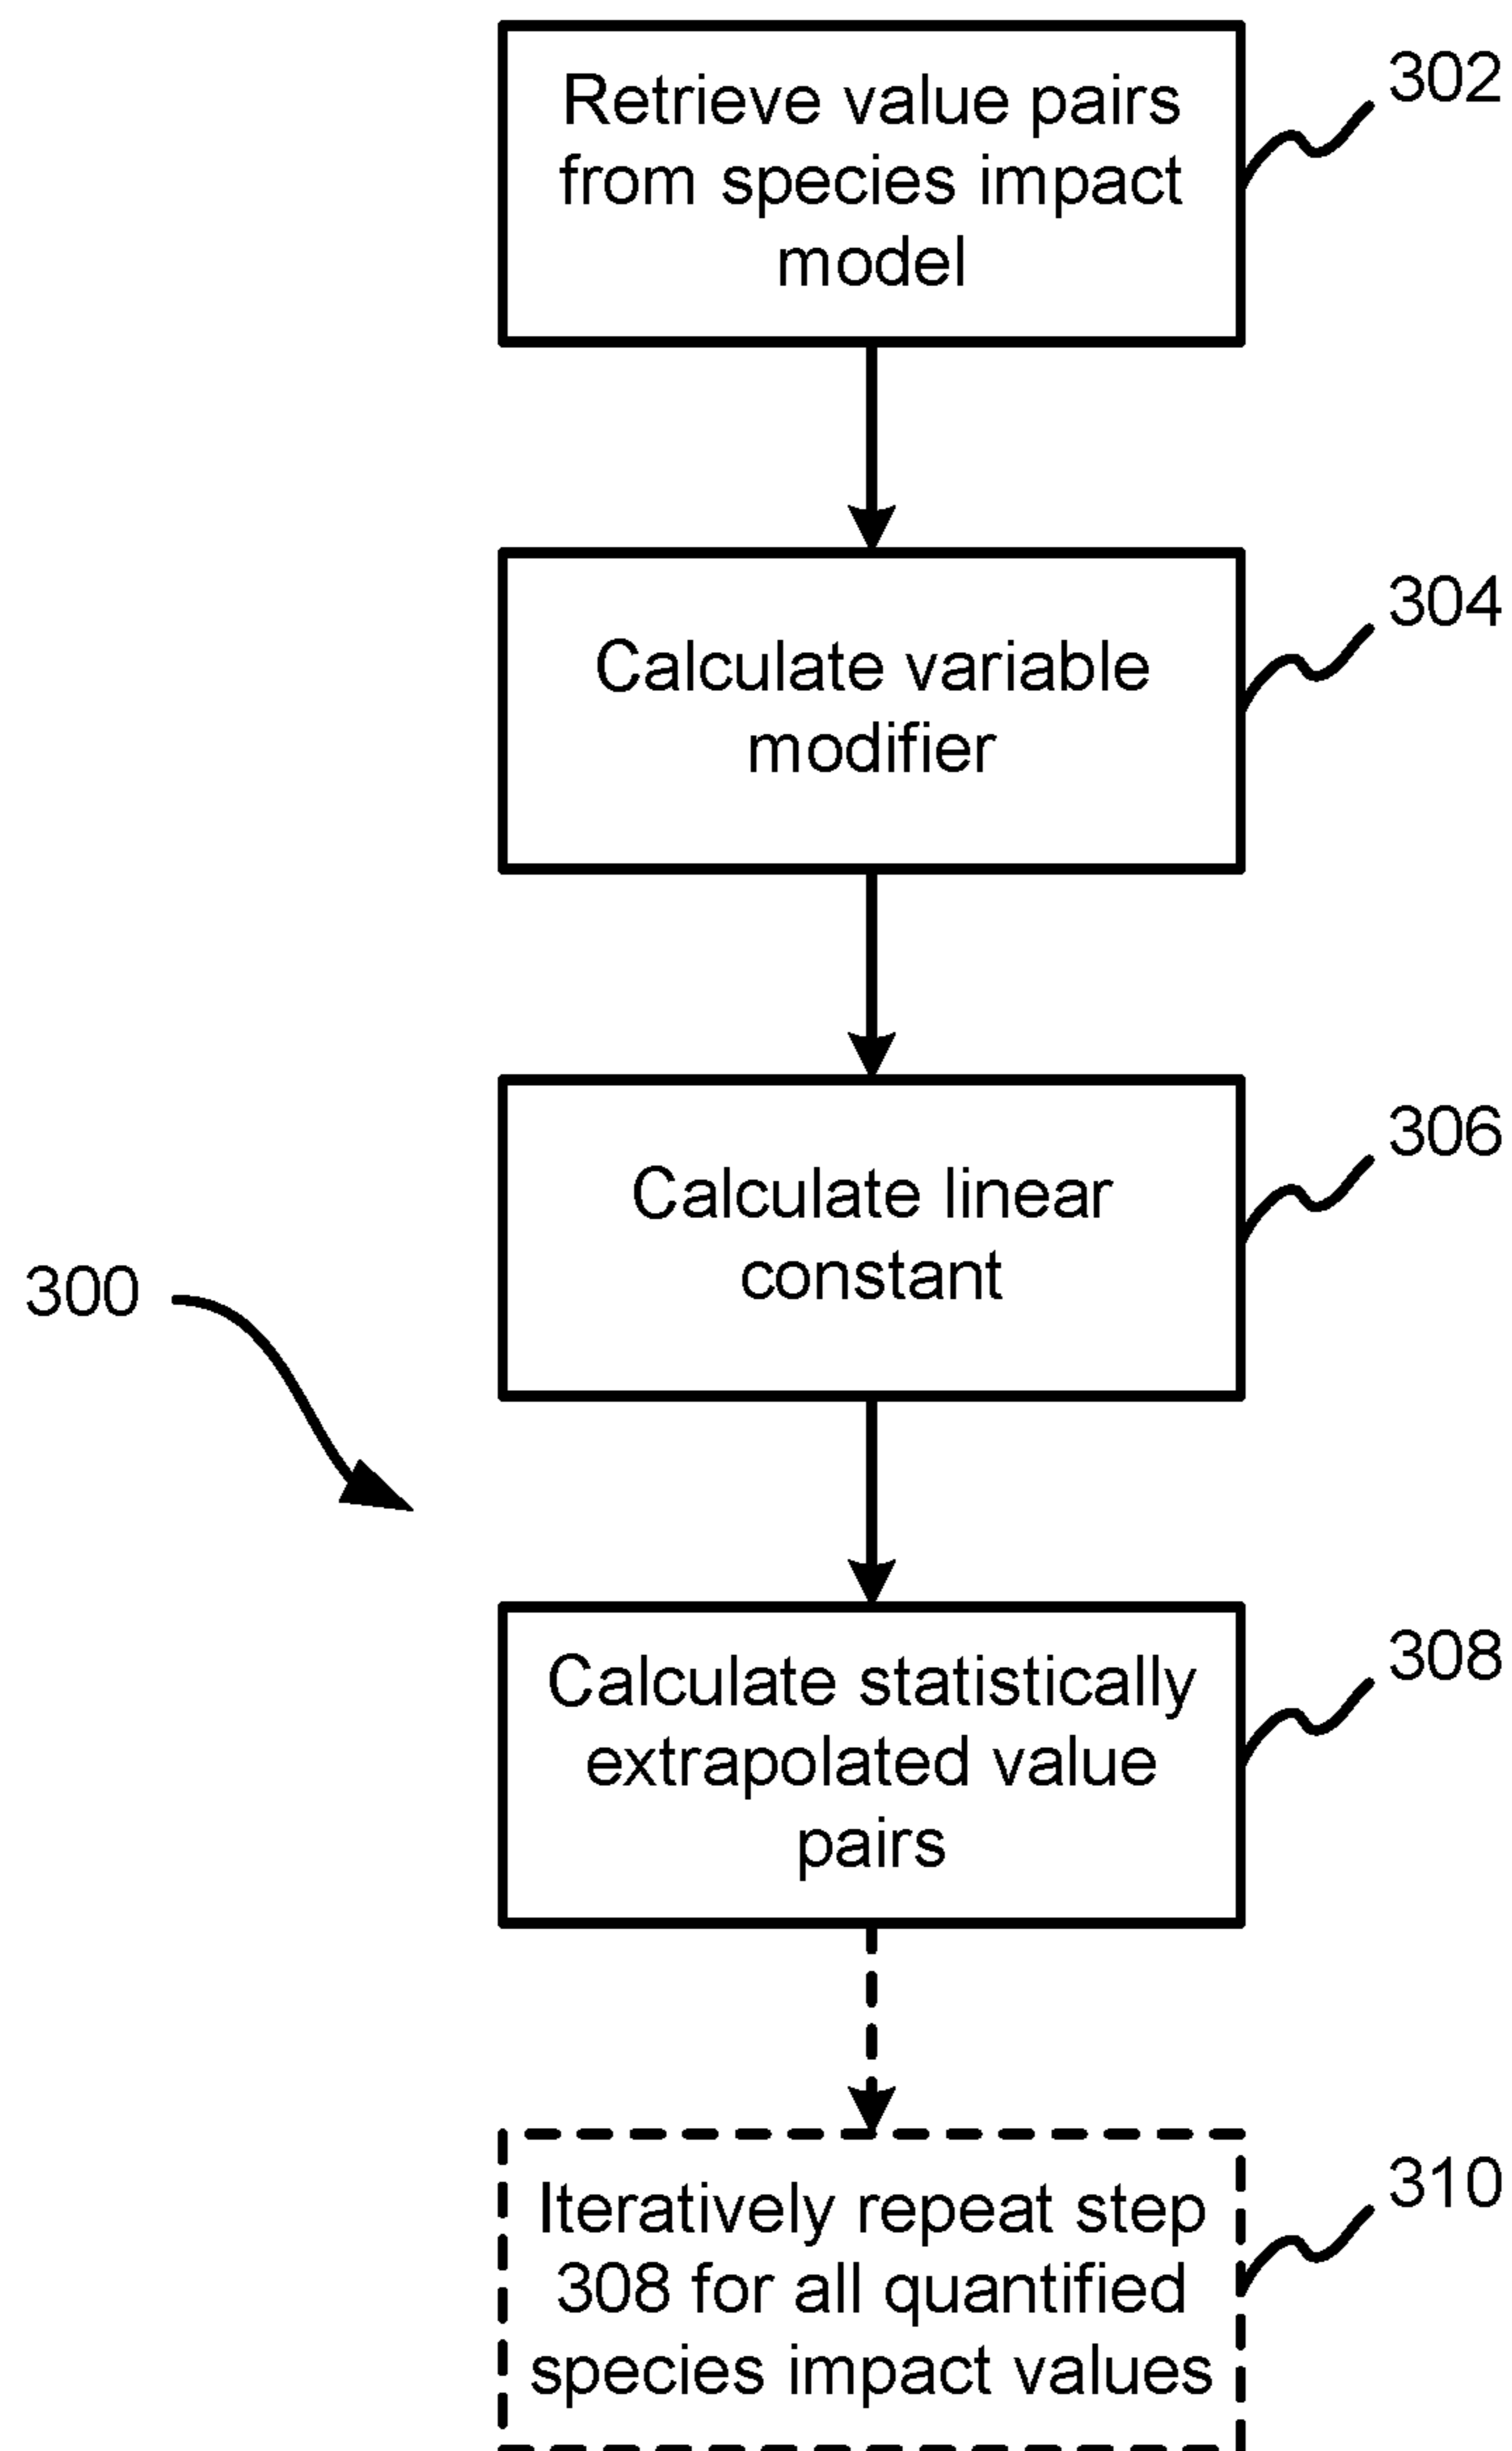 Retrieve value pairs
from species impact
model
302
Calculate variable
modifier
304
Calculate linear
constant
306
300
Calculate statistically
extrapolated value
pairs
308
Iteratively repeat step
308 for all quantified
species impact values
310